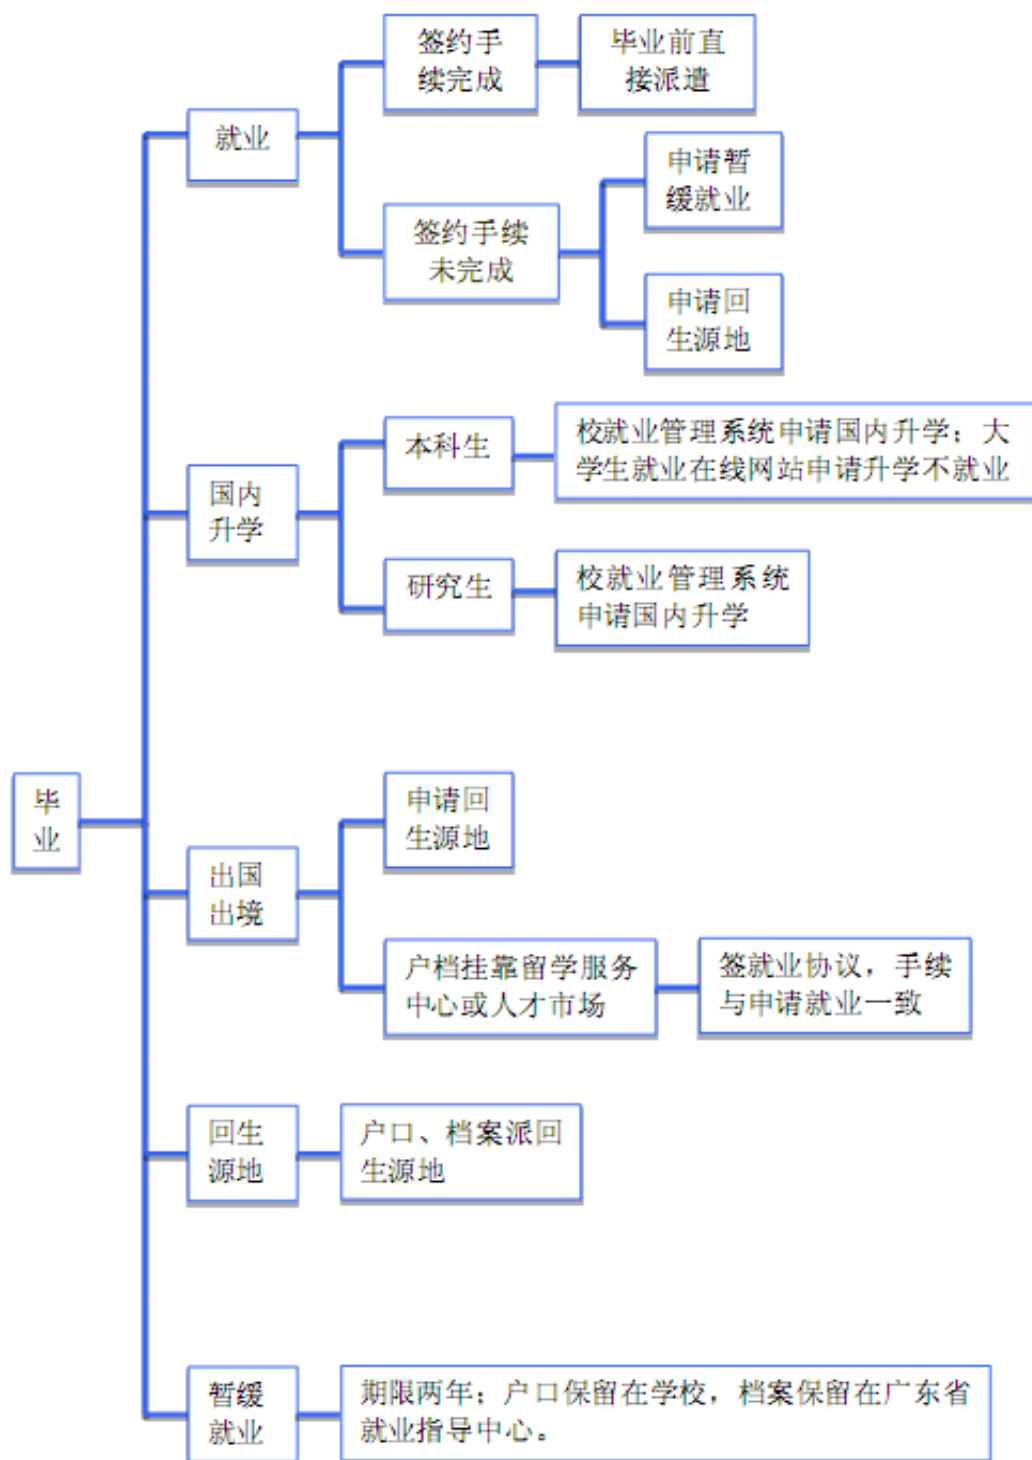 签约手
续完成
毕业前直
接派遣
就业
申请暂
缓就业
签约手续
未完成
申请回
生源地
本科生
校就业管理系统申请国内升学；大
学生就业在线网站申请升学不就业
国内
升学
研究生
校就业管理系统
申请国内升学
毕
业
申请回
生源地
出国
出境
户档挂靠留学服务
中心或人才市场
签就业协议，手续
与申请就业一致
回生
源地
户口、档案派回
生源地
暂缓
就业
期限两年；户口保留在学校，档案保留在广东省
就业指导中心。